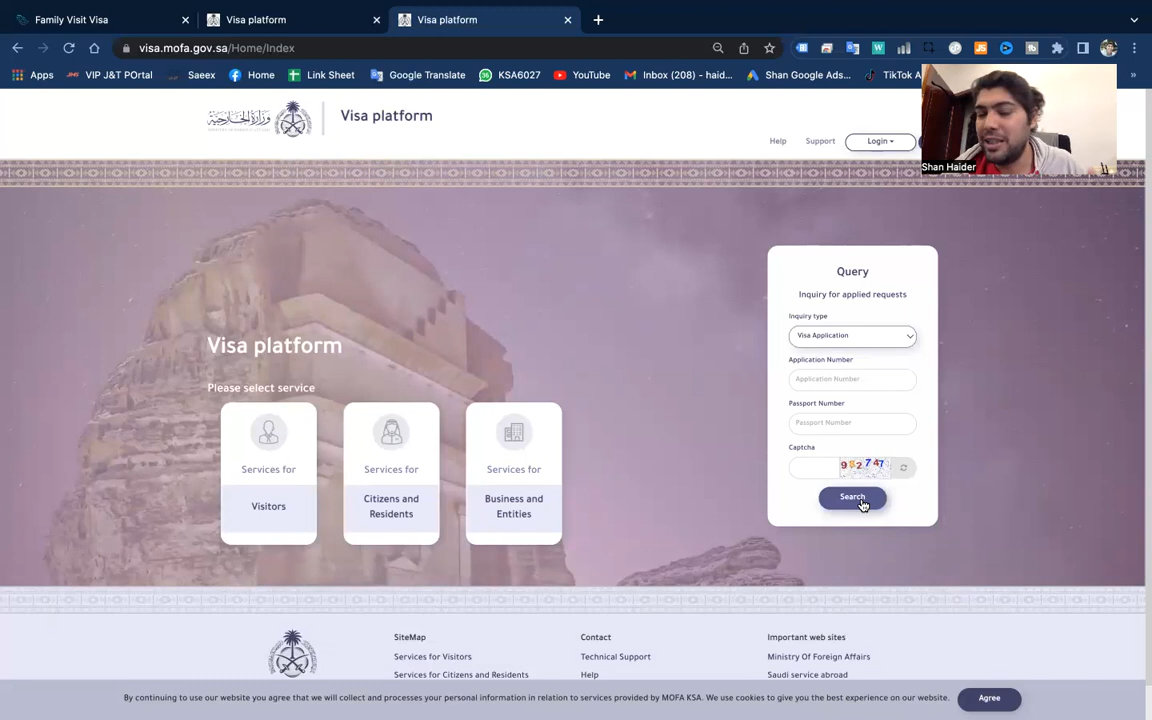 Family Visit Visa
Visa platform
Visa platform
visa.mofa.gov.sa/Home/Index
Apps
VIP J&T POrtal
Saeex
Home
Link Sheet
Google Translate
KSA6027
YouTube
Inbox (208) - haid...
Shan Google Ads...
TikTok A
وزارة الخارجية
Visa platform
Help
Support
Login
Shan Haider
Visa platform
Please select service
Services for
Visitors
Services for
Citizens and
Residents
Services for
Business and
Entities
Query
Inquiry for applied requests
Inquiry type
Visa Application
Application Number
Application Number
Passport Number
Passport Number
Captcha
Search
SiteMap
Services for Visitors
Services for Citizens and Residents
Contact
Technical Support
Help
Important web sites
Ministry Of Foreign Affairs
Saudi service abroad
By continuing to use our website you agree that we will collect and processes your personal information in relation to services provided by MOFA KSA. We use cookies to give you the best experience on our website.
Agree